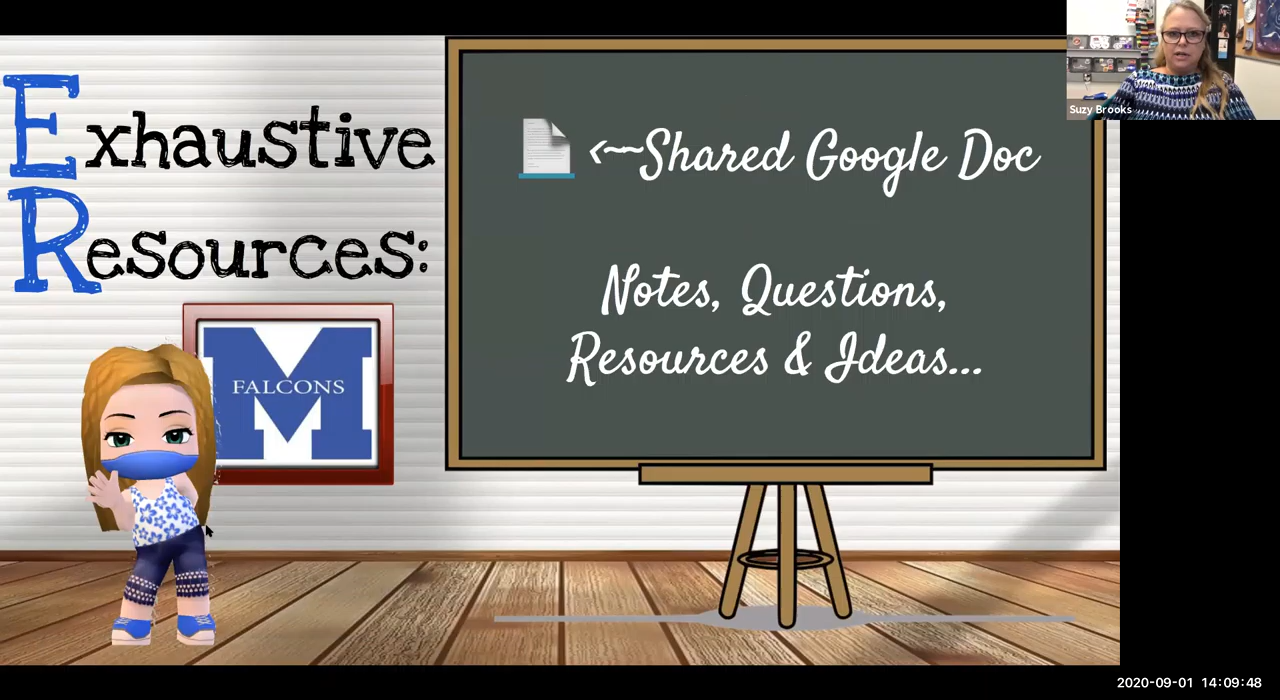 Exhaustive
Resources:
<~~Shared Google Doc
Notes, Questions,
Resources & Ideas...
FALCONS
M
Suzy Brooks
2020-09-01 14:09:48